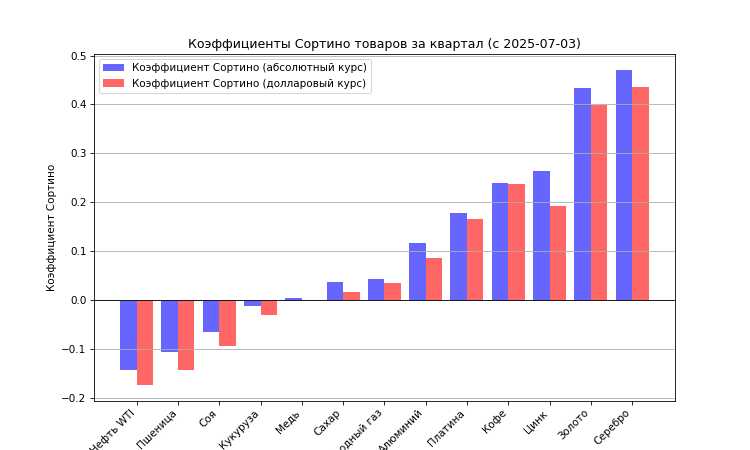 Коэффициенты Сортино товаров за квартал (с 2025-07-03)
Коэффициент Сортино (абсолютный курс)
Коэффициент Сортино (долларовый курс)
Коэффициент Сортино
0.5
0.4
0.3
0.2
0.1
0.0
−0.1
−0.2
Нефть WTI
Пшеница
Соя
Кукуруза
Медь
Сахар
одный газ
Алюминий
Платина
Кофе
Цинк
Золото
Серебро